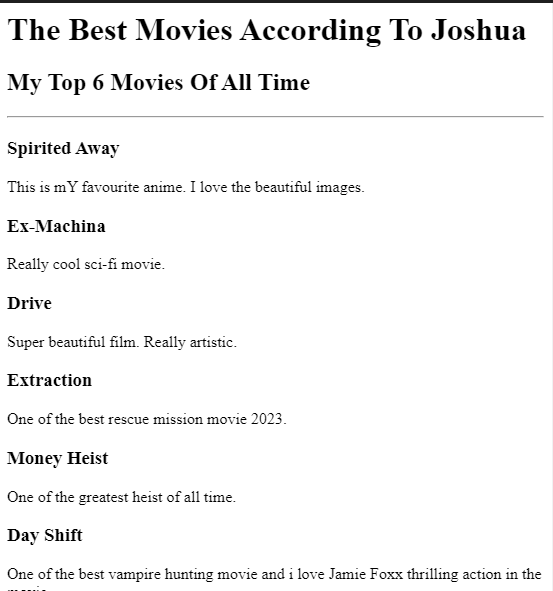 The Best Movies According To Joshua
My Top 6 Movies Of All Time
Spirited Away
This is mY favourite anime. I love the beautiful images.
Ex-Machina
Really cool sci-fi movie.
Drive
Super beautiful film. Really artistic.
Extraction
One of the best rescue mission movie 2023.
Money Heist
One of the greatest heist of all time.
Day Shift
One of the best vampire hunting movie and i love Jamie Foxx thrilling action in the